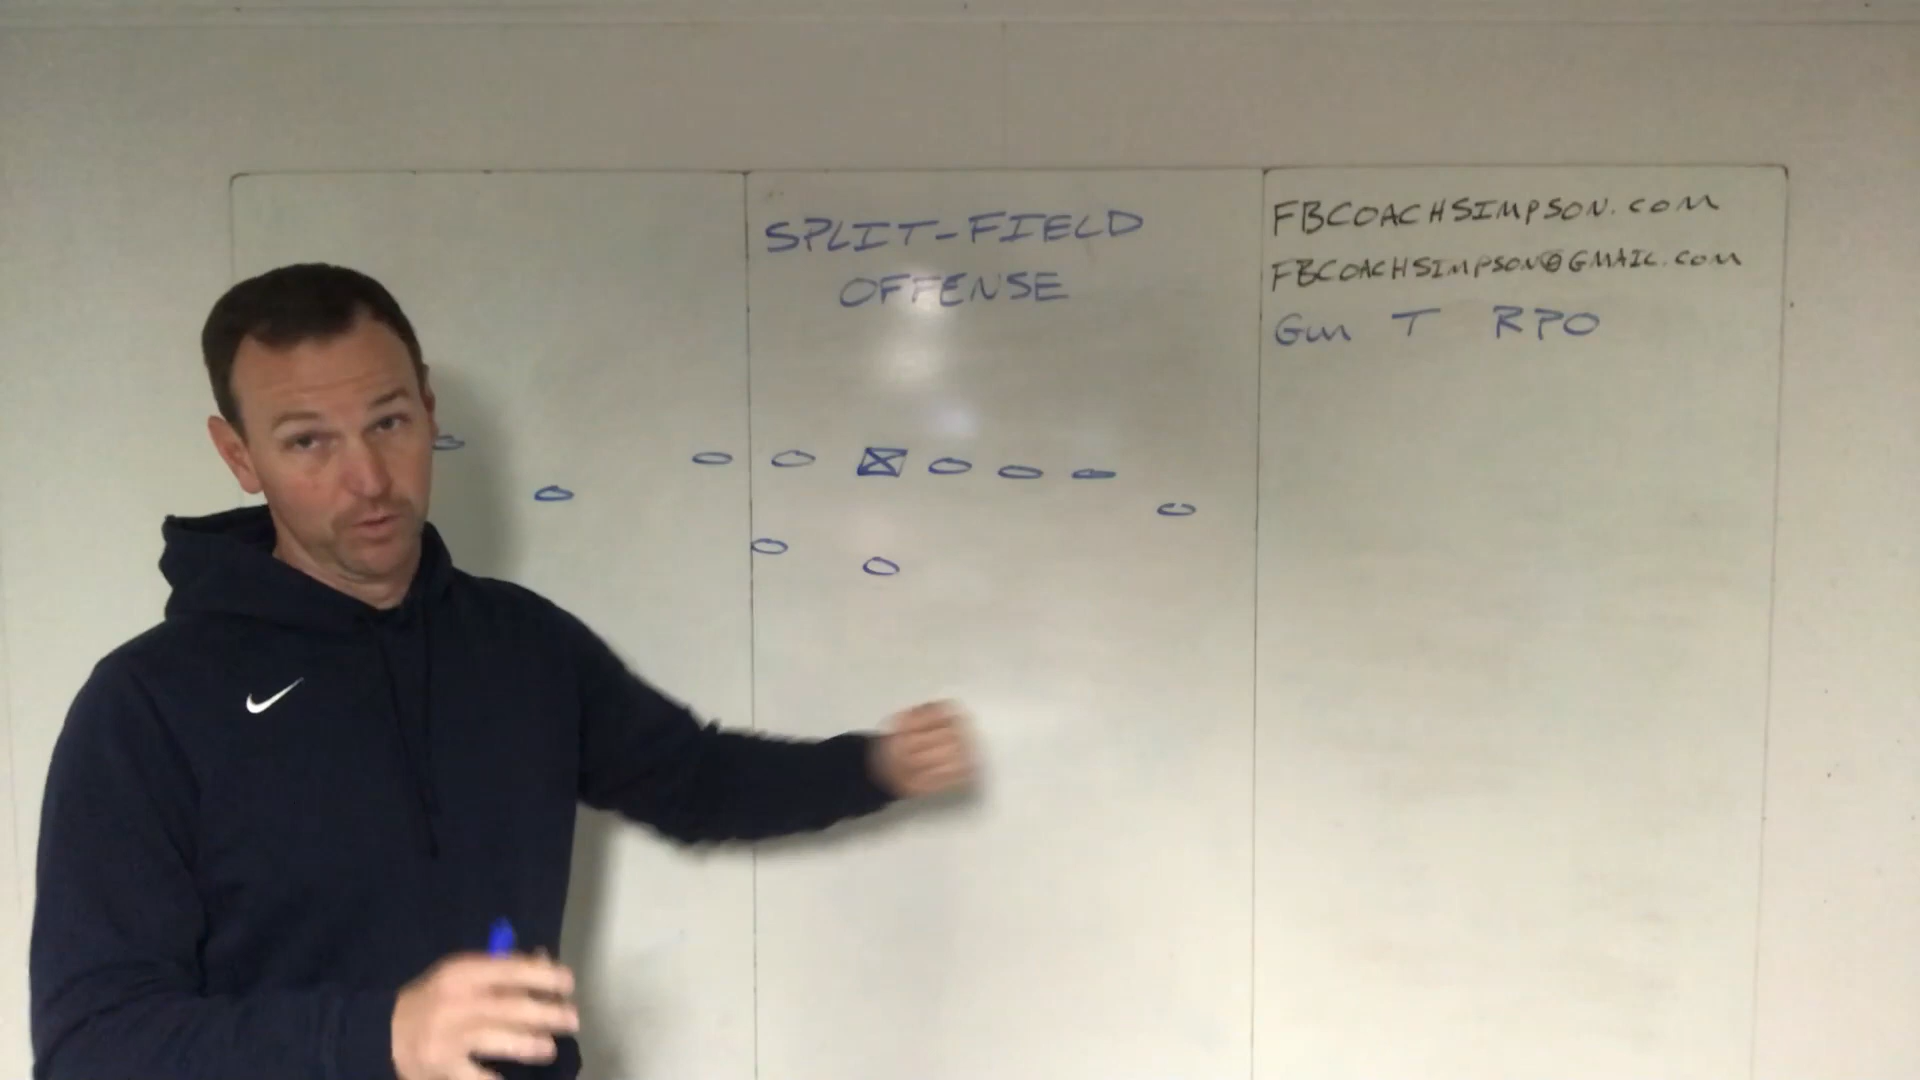 SPLIT-FIELD
OFFENSE
FBCOACHSIMPSON.COM
FBCOACHSIMPSON@GMAIL.COM
Gun T RPO